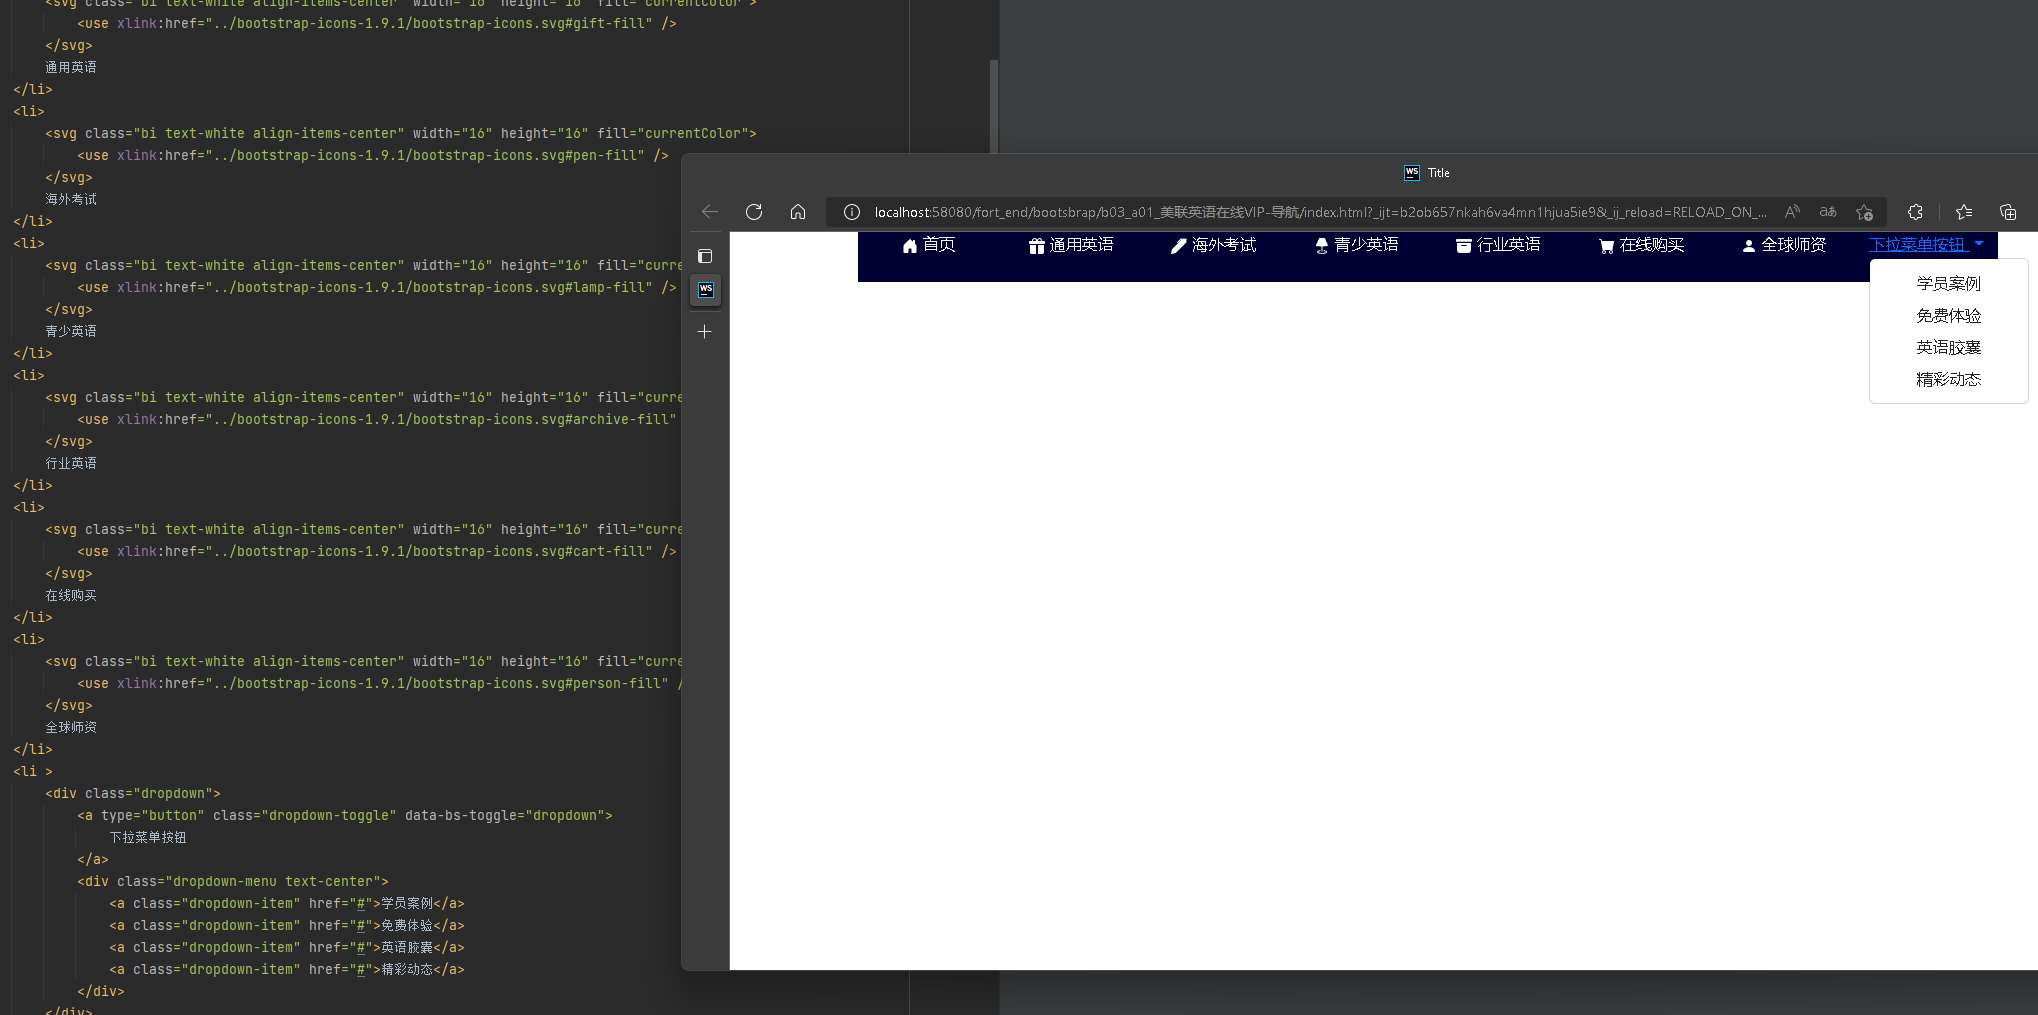 <svg class="bi text-white align-items-center" width="16" height="16" fill="currentColor">
<use xlink:href="../bootstrap-icons-1.9.1/bootstrap-icons.svg#gift-fill" />
</svg>
通用英语
</li>
<li>
<svg class="bi text-white align-items-center" width="16" height="16" fill="currentColor">
<use xlink:href="../bootstrap-icons-1.9.1/bootstrap-icons.svg#pen-fill" />
</svg>
海外考试
</li>
<li>
<svg class="bi text-white align-items-center" width="16" height="16" fill="curre
<use xlink:href="../bootstrap-icons-1.9.1/bootstrap-icons.svg#lamp-fill" />
</svg>
青少英语
</li>
<li>
<svg class="bi text-white align-items-center" width="16" height="16" fill="curre
<use xlink:href="../bootstrap-icons-1.9.1/bootstrap-icons.svg#archive-fill"
</svg>
行业英语
</li>
<li>
<svg class="bi text-white align-items-center" width="16" height="16" fill="curre
<use xlink:href="../bootstrap-icons-1.9.1/bootstrap-icons.svg#cart-fill" />
</svg>
在线购买
</li>
<li>
<svg class="bi text-white align-items-center" width="16" height="16" fill="curre
<use xlink:href="../bootstrap-icons-1.9.1/bootstrap-icons.svg#person-fill" /
</svg>
全球师资
</li>
<li >
<div class="dropdown">
<a type="button" class="dropdown-toggle" data-bs-toggle="dropdown">
下拉菜单按钮
</a>
<div class="dropdown-menu text-center">
<a class="dropdown-item" href="#">学员案例</a>
<a class="dropdown-item" href="#">免费体验</a>
<a class="dropdown-item" href="#">英语胶囊</a>
<a class="dropdown-item" href="#">精彩动态</a>
</div>
</div>
WS Title
localhost:58080/fort_end/bootsbrap/b03_a01_美联英语在线VIP-导航/index.html?_ijt=b2ob657nkah6va4mn1hjua5ie9&_ij_reload=RELOAD_ON_... A aあ
WS
首页 通用英语 海外考试 青少英语 行业英语 在线购买 全球师资 下拉菜单按钮
学员案例
免费体验
英语胶囊
精彩动态